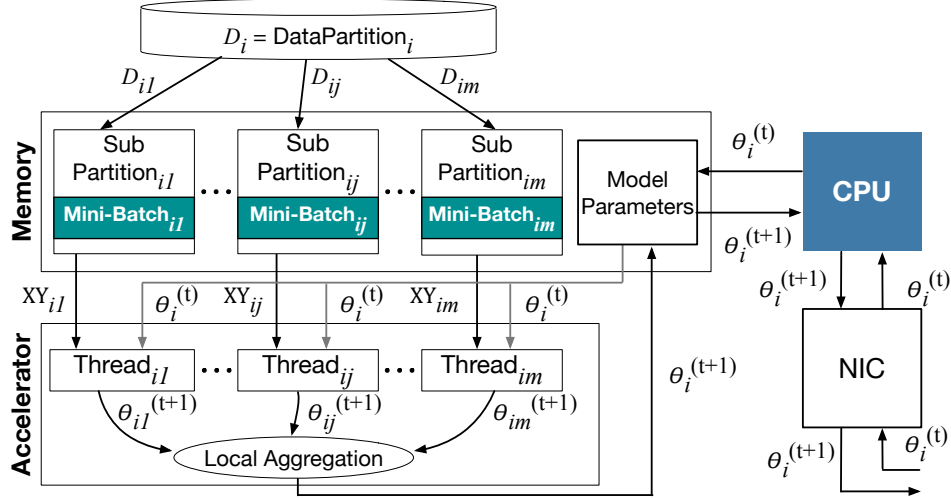 D_i = DataPartition_i
D_i1
D_ij
D_im
Memory
Sub
Partition_i1
Mini-Batch_i1
...
Sub
Partition_ij
Mini-Batch_ij
...
Sub
Partition_im
Mini-Batch_im
Model
Parameters
θ_i^(t)
θ_i^(t+1)
CPU
XY_i1
θ_i^(t)
XY_ij
θ_i^(t)
XY_im
θ_i^(t)
θ_i^(t+1)
θ_i^(t)
Accelerator
Thread_i1
...
Thread_ij
...
Thread_im
θ_i^(t+1)
NIC
θ_i1^(t+1)
θ_ij^(t+1)
θ_im^(t+1)
Local Aggregation
θ_i^(t+1)
θ_i^(t)